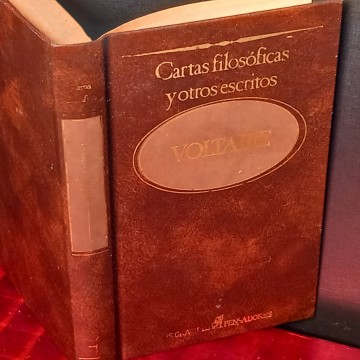 Cartas filosóficas
y otros escritos
VOLTAIRE
PENSADORES